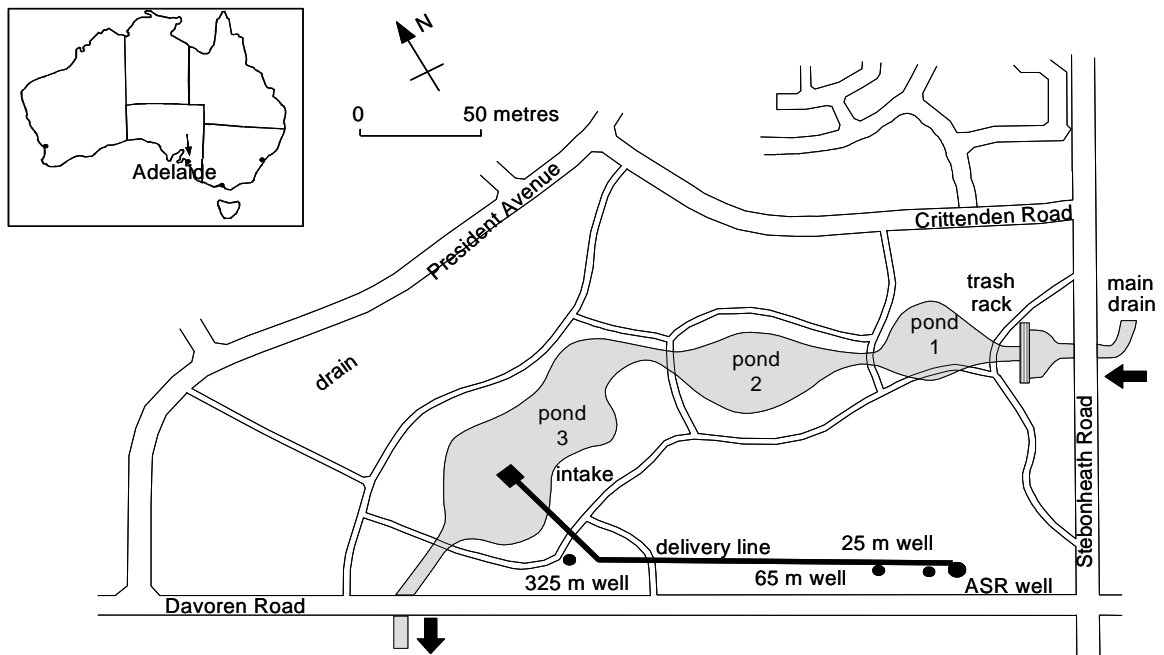 Adelaide
N
0 50 metres
President Avenue
Crittenden Road
trash
rack
main
drain
pond
1
pond
2
drain
pond
3
intake
Stebonheath Road
delivery line
25 m well
325 m well
65 m well
ASR well
Davoren Road